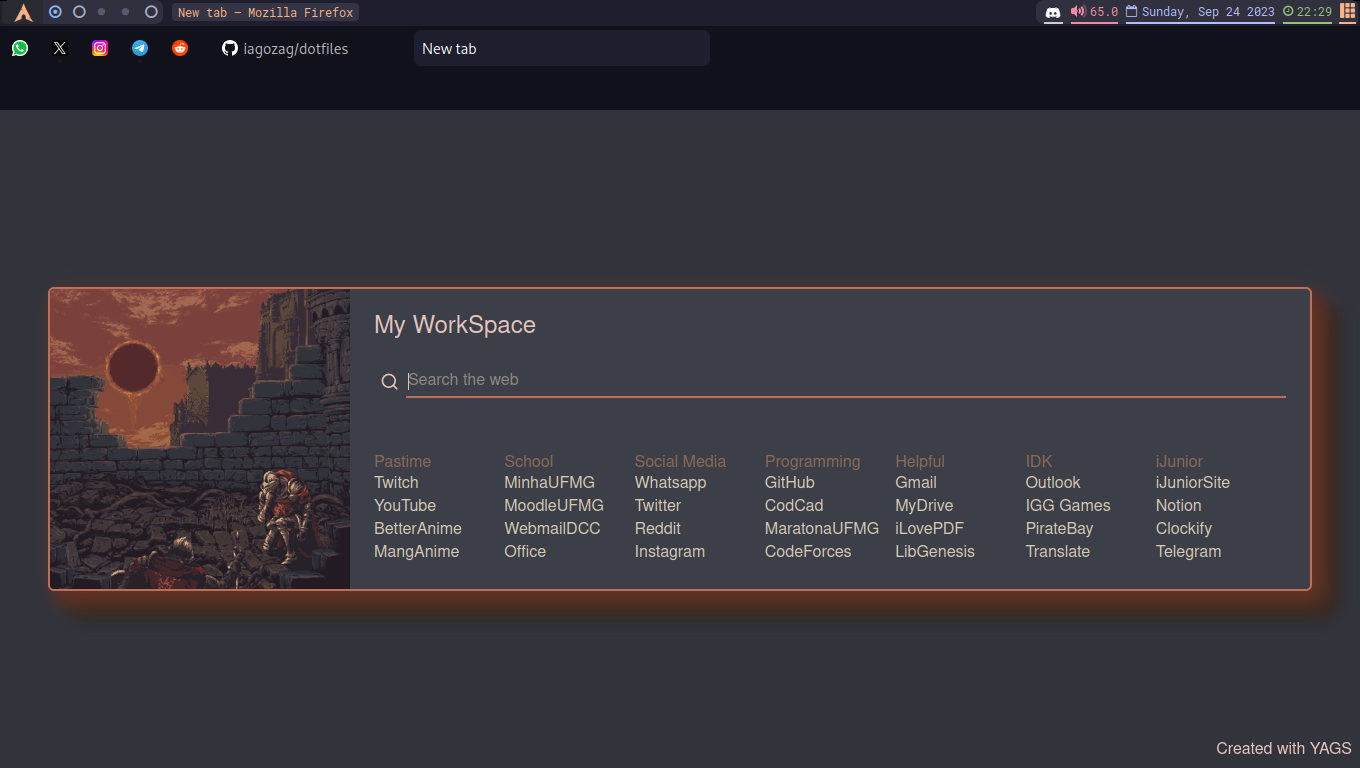 New tab — Mozilla Firefox
65.0 Sunday, Sep 24 2023 22:29
iagozag/dotfiles
New tab
My WorkSpace
Search the web
Pastime School Social Media Programming Helpful IDK iJunior
Twitch MinhaUFMG Whatsapp GitHub Gmail Outlook iJuniorSite
YouTube MoodleUFMG Twitter CodCad MyDrive IGG Games Notion
BetterAnime WebmailDCC Reddit MaratonaUFMG iLovePDF PirateBay Clockify
MangAnime Office Instagram CodeForces LibGenesis Translate Telegram
Created with YAGS